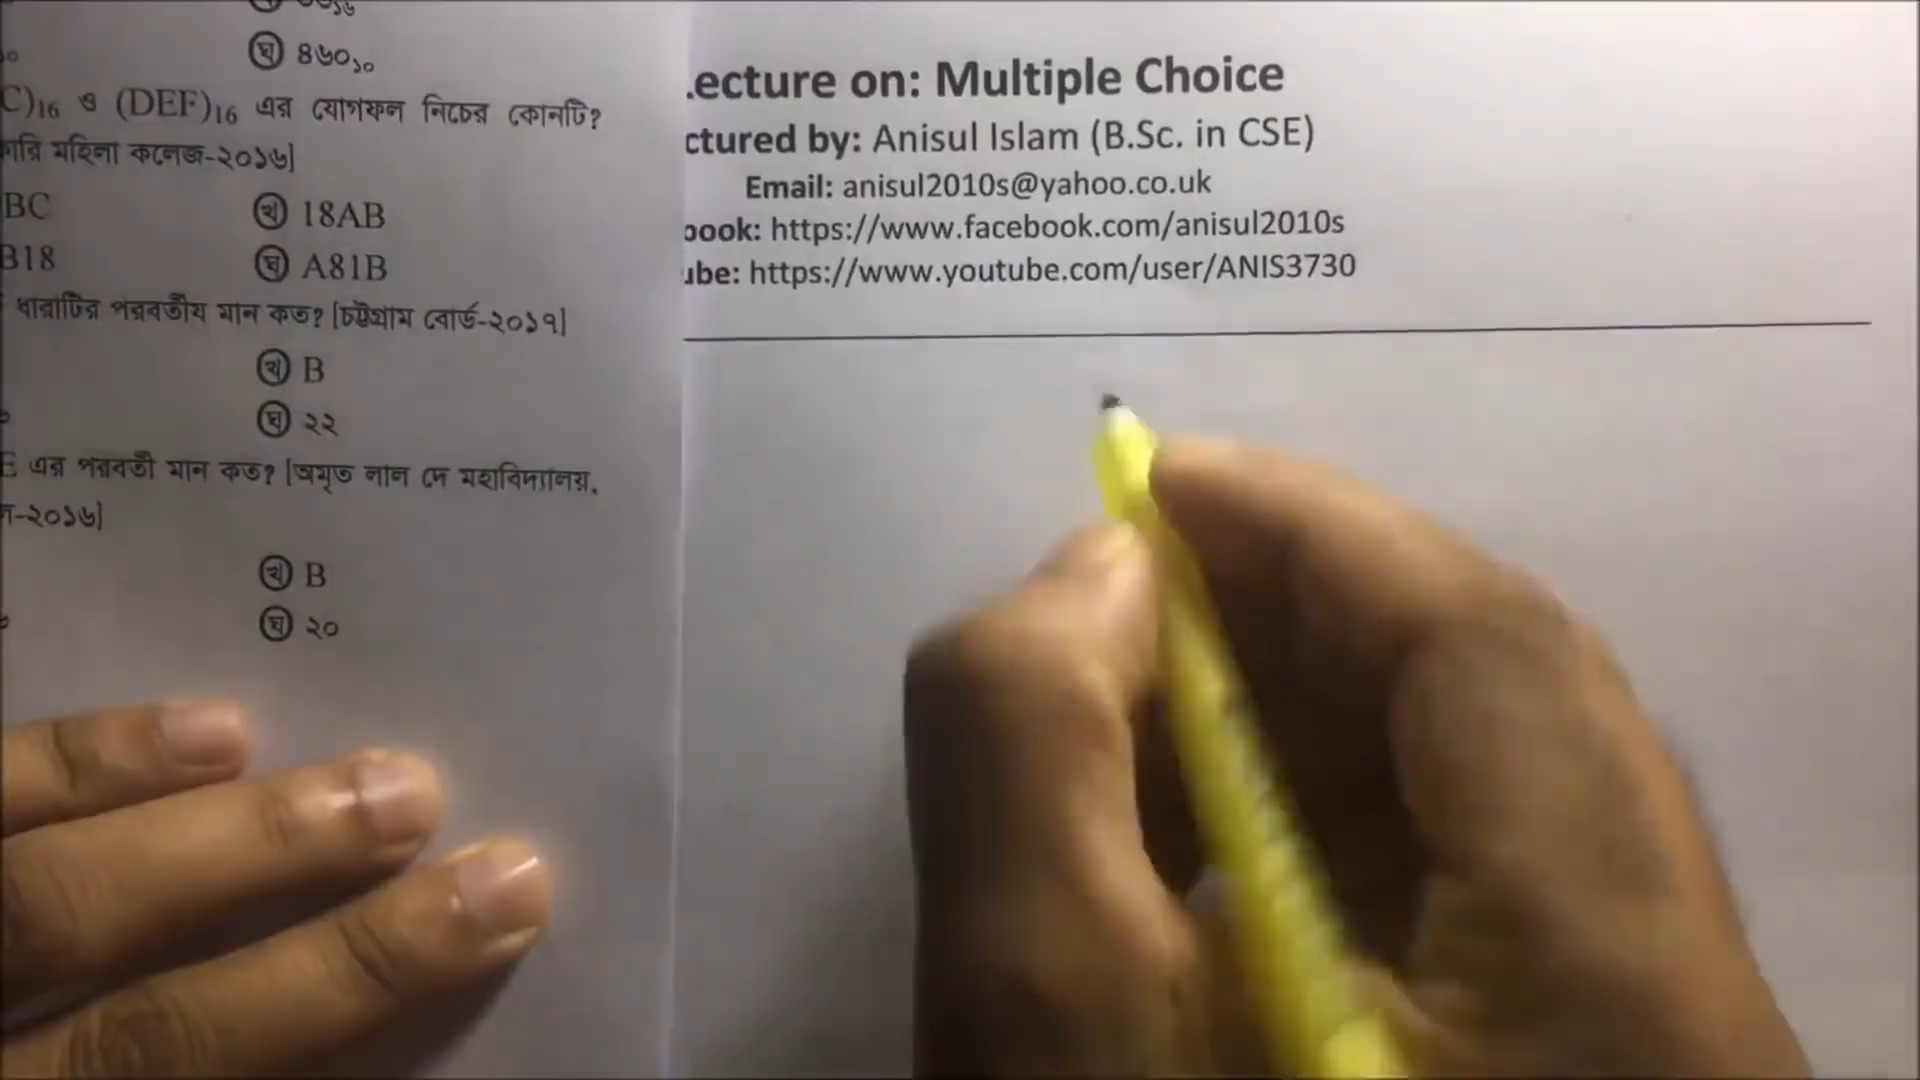 ঘ ৪৬০₁₀
C)₁₆ ও (DEF)₁₆ এর যোগফল নিচের কোনটি?
কারি মহিলা কলেজ-২০১৬]
BC খ 18AB
B18 ঘ A81B
ধারাটির পরবর্তীয় মান কত? [চট্টগ্রাম বোর্ড-২০১৭]
খ B
ঘ ২২
E এর পরবর্তী মান কত? [অমৃত লাল দে মহাবিদ্যালয়,
-২০১৬]
খ B
ঘ ২০
ecture on: Multiple Choice
ctured by: Anisul Islam (B.Sc. in CSE)
Email: anisul2010s@yahoo.co.uk
book: https://www.facebook.com/anisul2010s
ube: https://www.youtube.com/user/ANIS3730